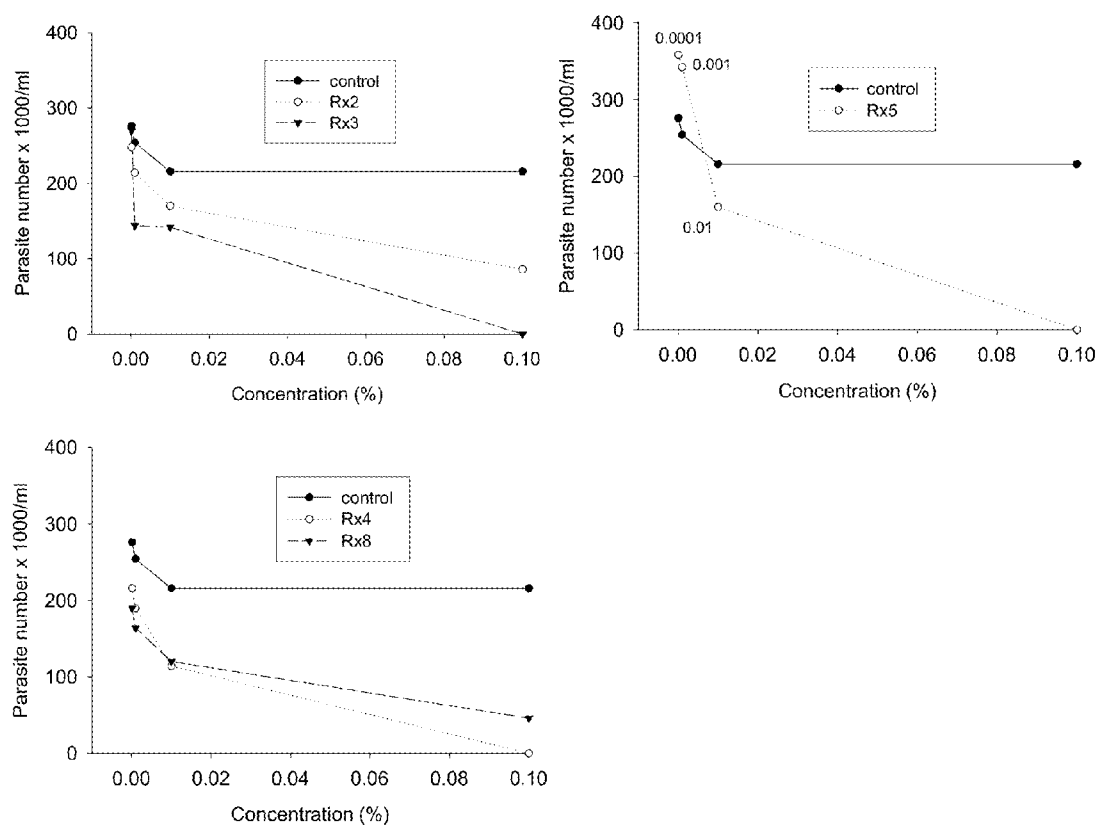 400
300
200
100
0
Parasite number x 1000/ml
control
Rx2
Rx3
0.00 0.02 0.04 0.06 0.08 0.10
Concentration (%)
400
300
200
100
0
Parasite number x 1000/ml
0.0001
0.001
0.01
control
Rx5
0.00 0.02 0.04 0.06 0.08 0.10
Concentration (%)
400
300
200
100
0
Parasite number x 1000/ml
control
Rx4
Rx8
0.00 0.02 0.04 0.06 0.08 0.10
Concentration (%)